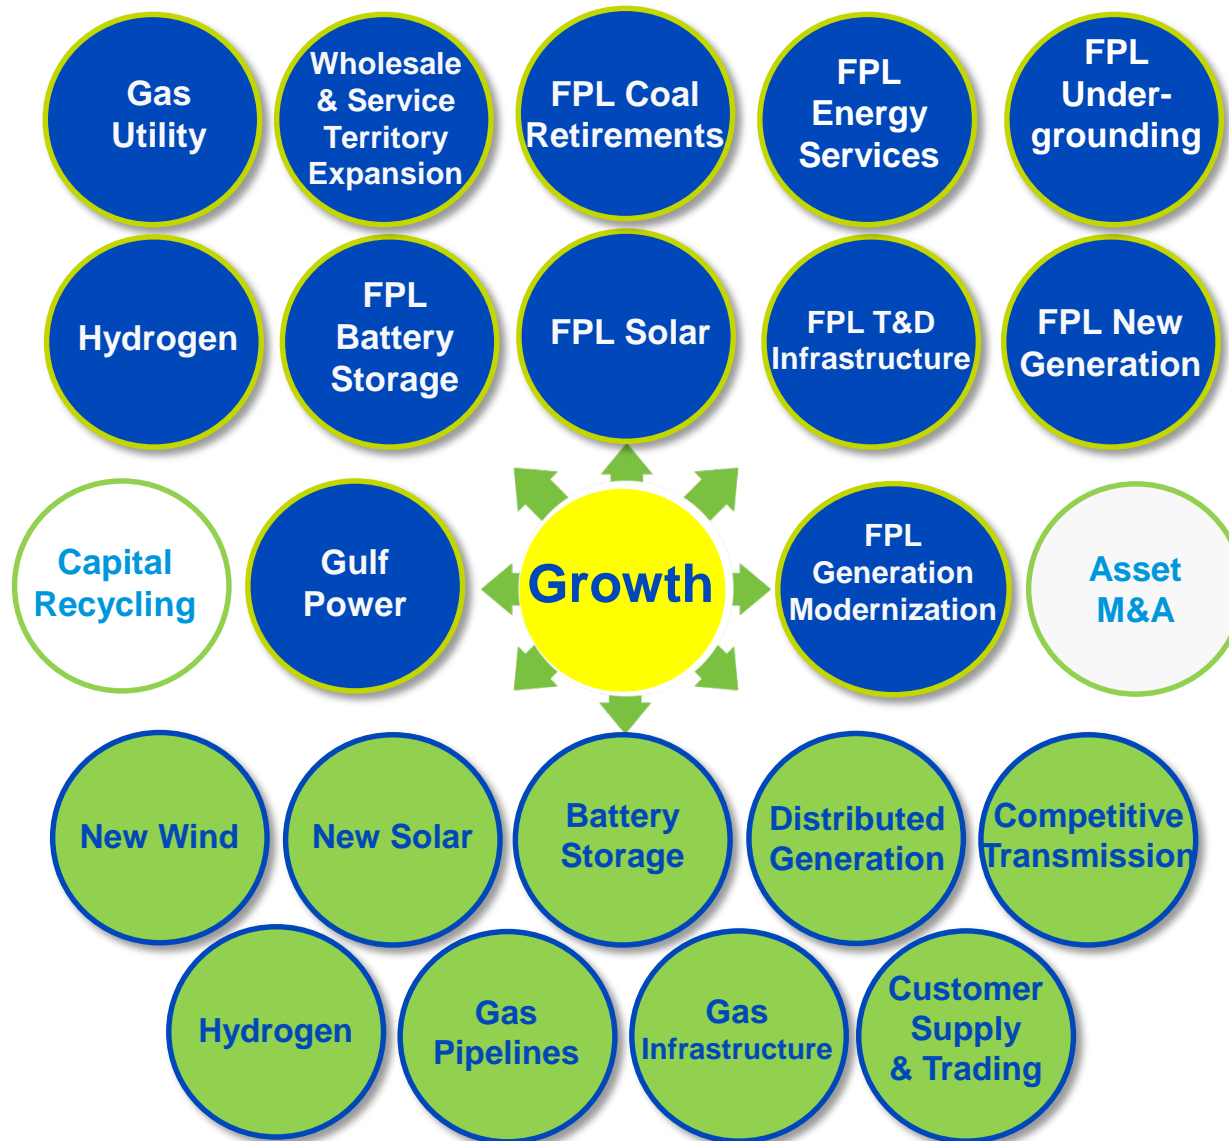 Gas
Utility
Wholesale
& Service
Territory
Expansion
FPL Coal
Retirements
FPL
Energy
Services
FPL
Under-
grounding
Hydrogen
FPL
Battery
Storage
FPL Solar
FPL T&D
Infrastructure
FPL New
Generation
Capital
Recycling
Gulf
Power
Growth
FPL
Generation
Modernization
Asset
M&A
New Wind
New Solar
Battery
Storage
Distributed
Generation
Competitive
Transmission
Hydrogen
Gas
Pipelines
Gas
Infrastructure
Customer
Supply
& Trading